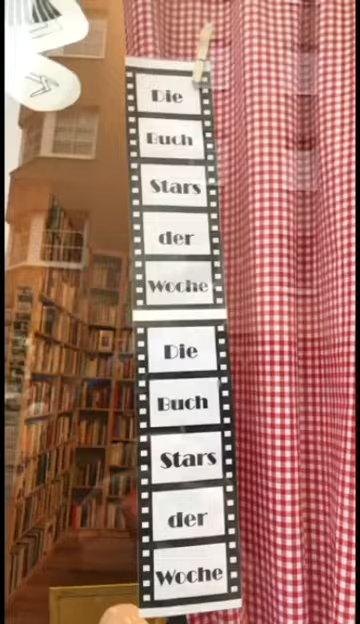 Die
Buch
Stars
der
Woche
Die
Buch
Stars
der
Woche